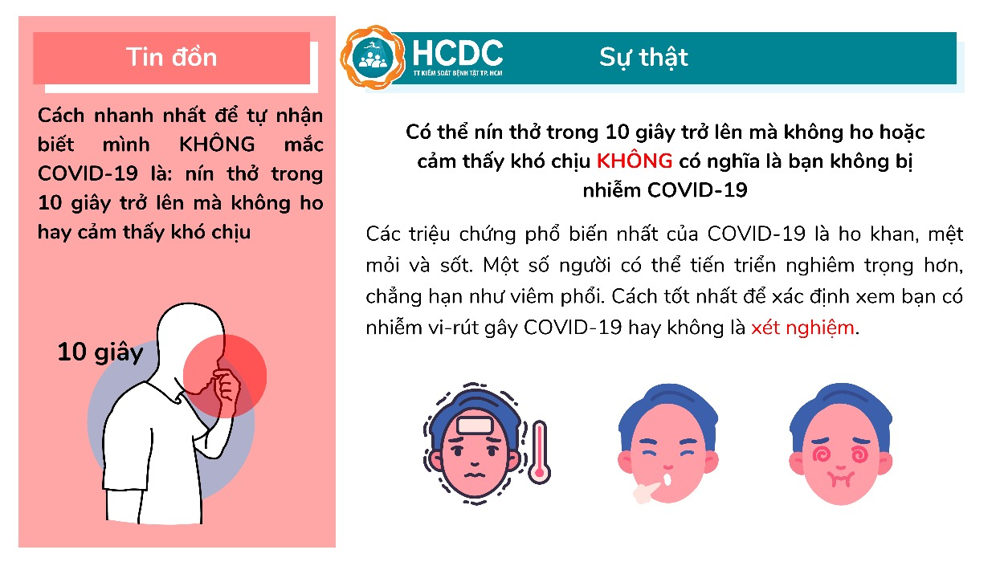 Tin đồn
Cách nhanh nhất để tự nhận
biết mình KHÔNG mắc
COVID-19 là: nín thở trong
10 giây trở lên mà không ho
hay cảm thấy khó chịu
10 giây
HCDC
TT KIỂM SOÁT BỆNH TẬT TP. HCM
Sự thật
Có thể nín thở trong 10 giây trở lên mà không ho hoặc
cảm thấy khó chịu KHÔNG có nghĩa là bạn không bị
nhiễm COVID-19
Các triệu chứng phổ biến nhất của COVID-19 là ho khan, mệt
mỏi và sốt. Một số người có thể tiến triển nghiêm trọng hơn,
chẳng hạn như viêm phổi. Cách tốt nhất để xác định xem bạn có
nhiễm vi-rút gây COVID-19 hay không là xét nghiệm.